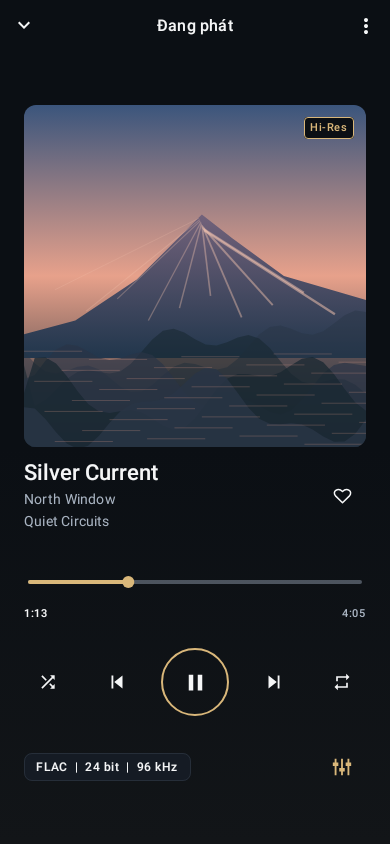 Đang phát
Hi-Res
Silver Current
North Window
Quiet Circuits
1:13
4:05
FLAC | 24 bit | 96 kHz